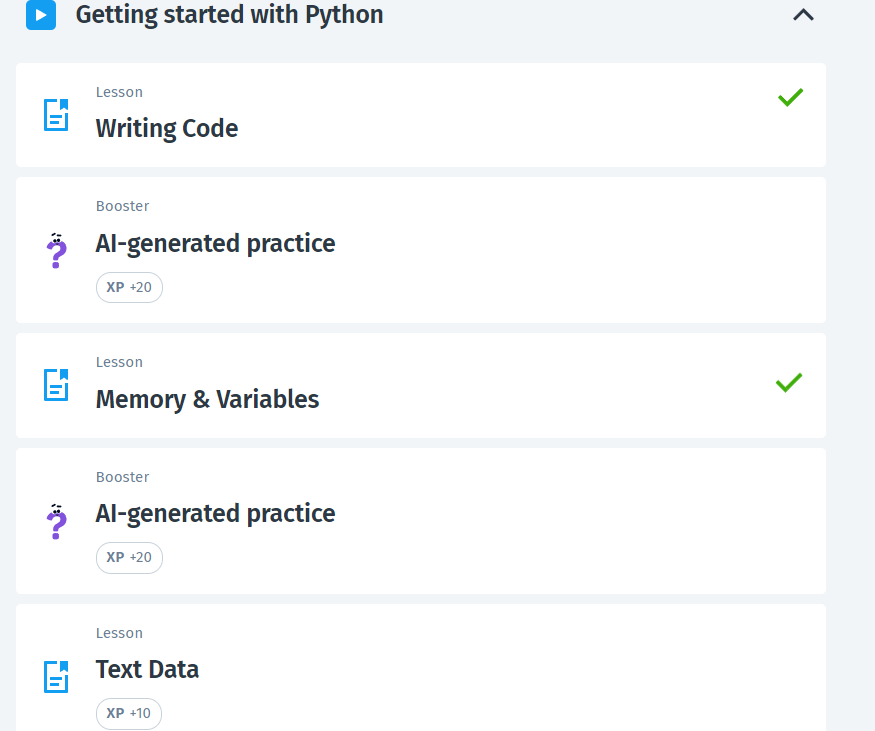 Getting started with Python
Lesson
Writing Code
Booster
AI-generated practice
XP +20
Lesson
Memory & Variables
Booster
AI-generated practice
XP +20
Lesson
Text Data
XP +10